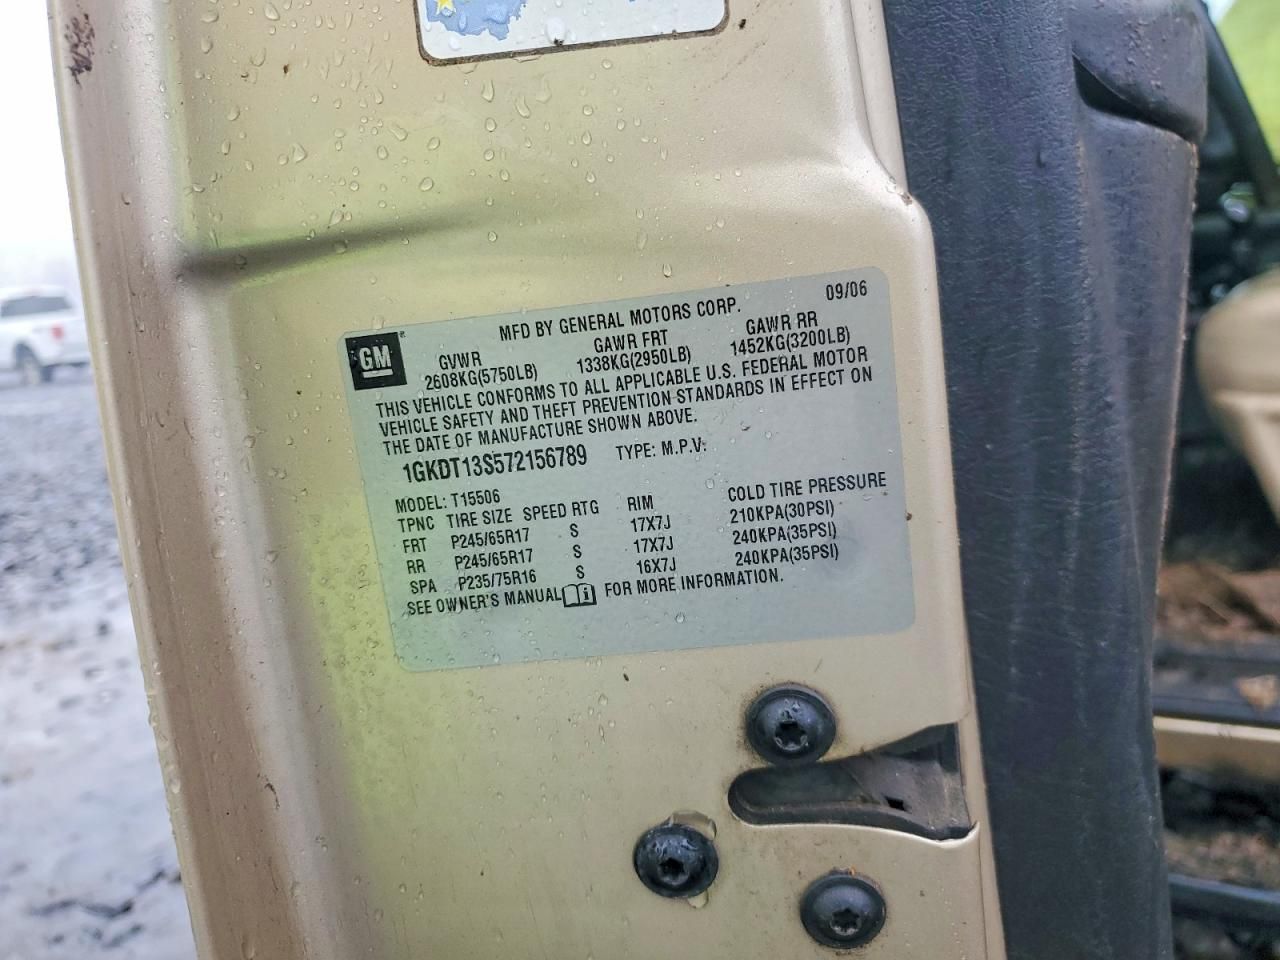 09/06
GM
MFD BY GENERAL MOTORS CORP.
GVWR GAWR FRT GAWR RR
2608KG(5750LB) 1338KG(2950LB) 1452KG(3200LB)
THIS VEHICLE CONFORMS TO ALL APPLICABLE U.S. FEDERAL MOTOR
VEHICLE SAFETY AND THEFT PREVENTION STANDARDS IN EFFECT ON
THE DATE OF MANUFACTURE SHOWN ABOVE.
1GKDT13S572156789 TYPE: M.P.V.
MODEL: T15506
TPNC TIRE SIZE SPEED RTG RIM COLD TIRE PRESSURE
FRT P245/65R17 S 17X7J 210KPA(30PSI)
RR P245/65R17 S 17X7J 240KPA(35PSI)
SPA P235/75R16 S 16X7J 240KPA(35PSI)
SEE OWNER'S MANUAL FOR MORE INFORMATION.